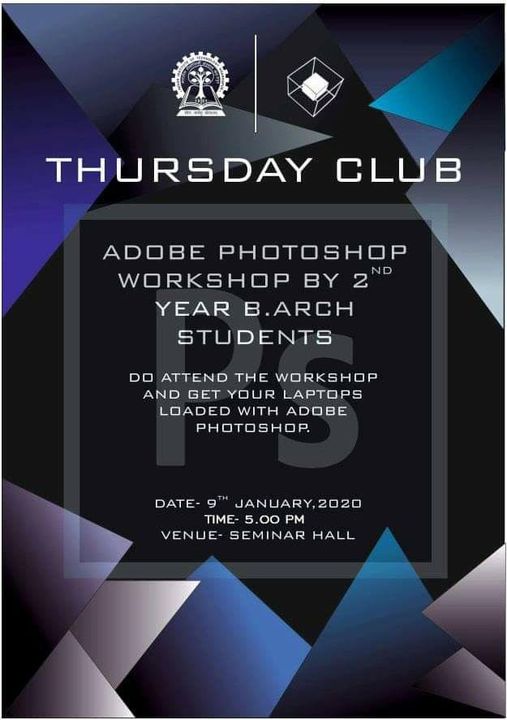 THURSDAY CLUB
ADOBE PHOTOSHOP
WORKSHOP BY 2ND
YEAR B.ARCH
STUDENTS
DO ATTEND THE WORKSHOP
AND GET YOUR LAPTOPS
LOADED WITH ADOBE
PHOTOSHOP.
Ps
DATE- 9TH JANUARY,2020
TIME- 5.00 PM
VENUE- SEMINAR HALL